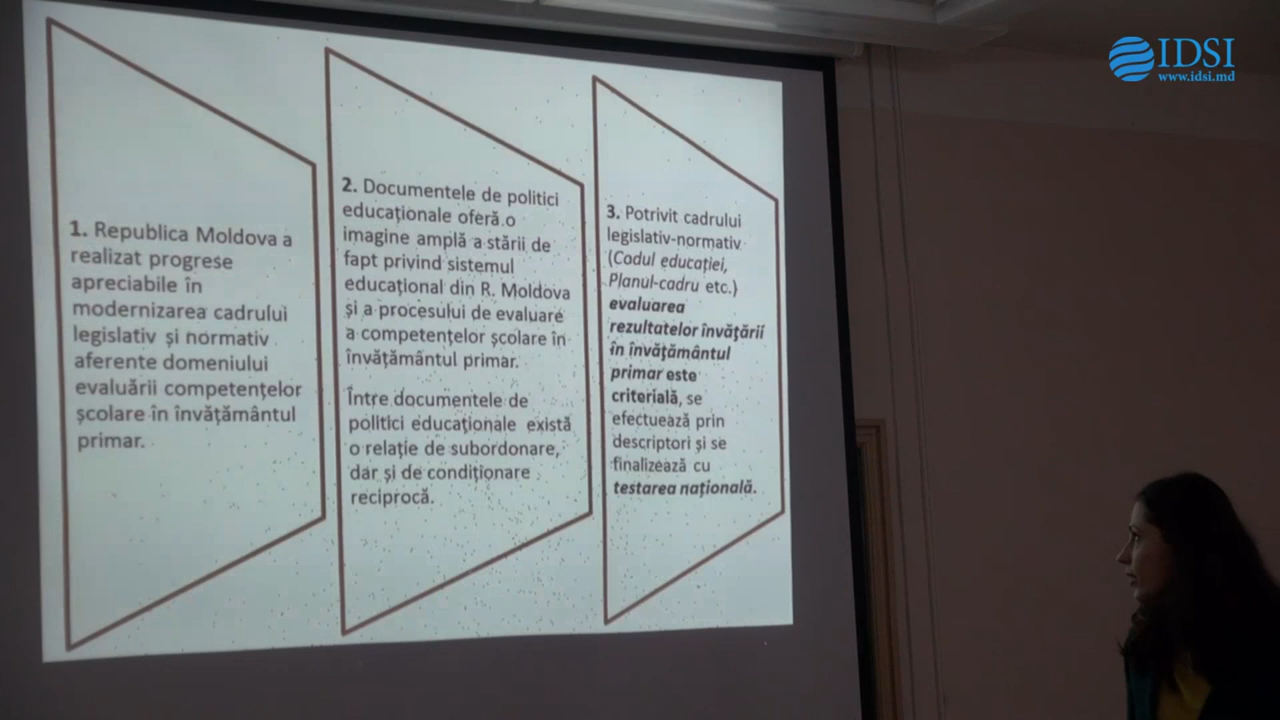 1. Republica Moldova a
realizat progrese
apreciabile în
modernizarea cadrului
legislativ și normativ
aferente domeniului
evaluării competențelor
școlare în învățământul
primar.
2. Documentele de politici
educaționale oferă o
imagine amplă a stării de
fapt privind sistemul
educațional din R. Moldova
și a procesului de evaluare
a competențelor școlare în
învățământul primar.
Între documentele de
politici educaționale există
o relație de subordonare,
dar și de condiționare
reciprocă.
3. Potrivit cadrului
legislativ-normativ
(Codul educației,
Planul-cadru etc.)
evaluarea
rezultatelor învățării
în învățământul
primar este
criterială, se
efectuează prin
descriptori și se
finalizează cu
testarea națională.
IDSI
www.idsi.md